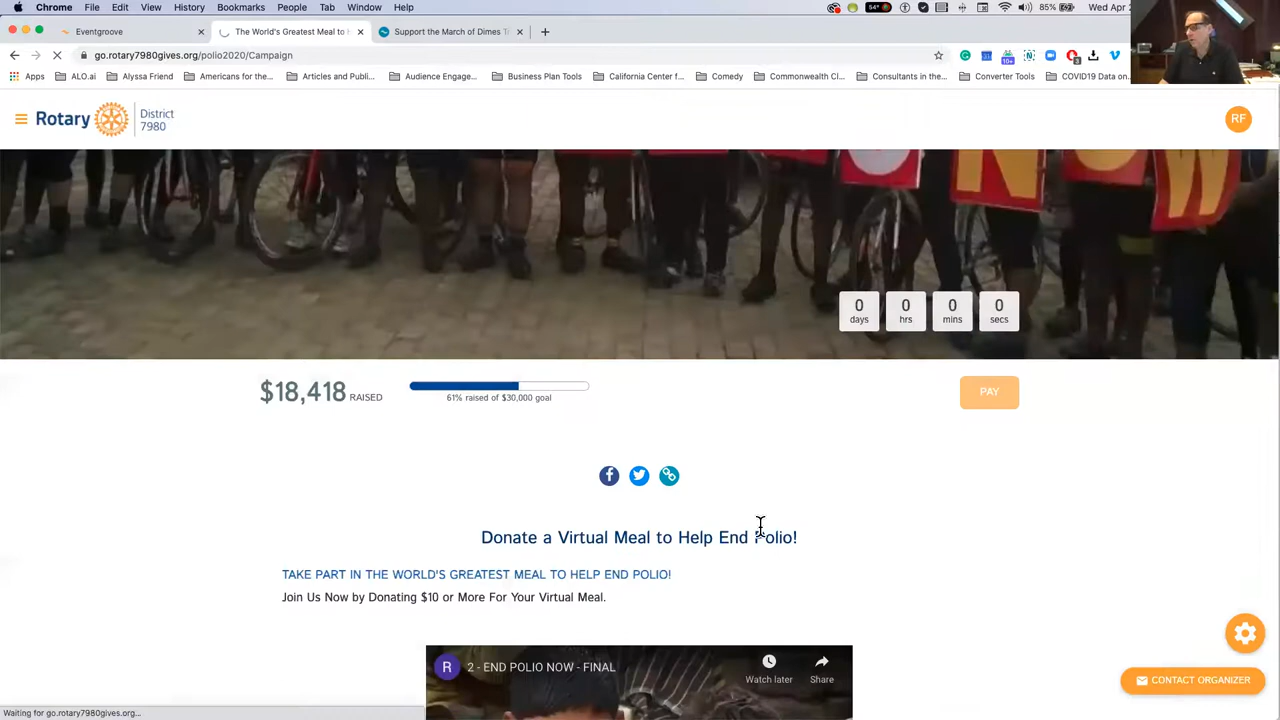 Chrome File Edit View History Bookmarks People Tab Window Help 54° 85% Wed Apr 2
Eventgroove The World's Greatest Meal to H Support the March of Dimes Ti
go.rotary7980gives.org/polio2020/Campaign
Apps ALO.ai Alyssa Friend Americans for the... Articles and Publi... Audience Engage... Business Plan Tools California Center f... Comedy Commonwealth Cl... Consultants in the... Converter Tools COVID19 Data on
10+
3
Rotary District
7980
RF
N O W
0 0 0 0
days hrs mins secs
$18,418 RAISED
61% raised of $30,000 goal
PAY
Donate a Virtual Meal to Help End Polio!
TAKE PART IN THE WORLD'S GREATEST MEAL TO HELP END POLIO!
Join Us Now by Donating $10 or More For Your Virtual Meal.
R 2 - END POLIO NOW - FINAL
Watch later Share
CONTACT ORGANIZER
Waiting for go.rotary7980gives.org...